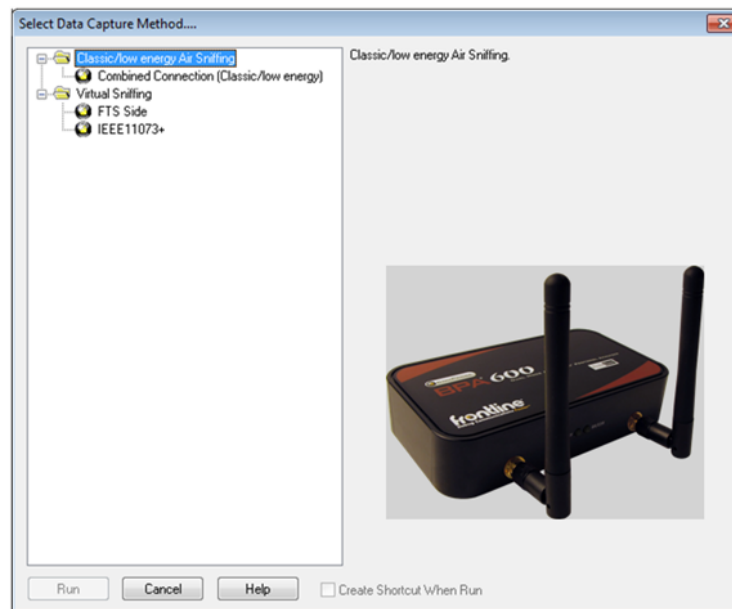 Select Data Capture Method....
Classic/low energy Air Sniffing
Combined Connection (Classic/low energy)
Virtual Sniffing
FTS Side
IEEE11073+
Classic/low energy Air Sniffing.
BPA 600
frontline
Run
Cancel
Help
Create Shortcut When Run